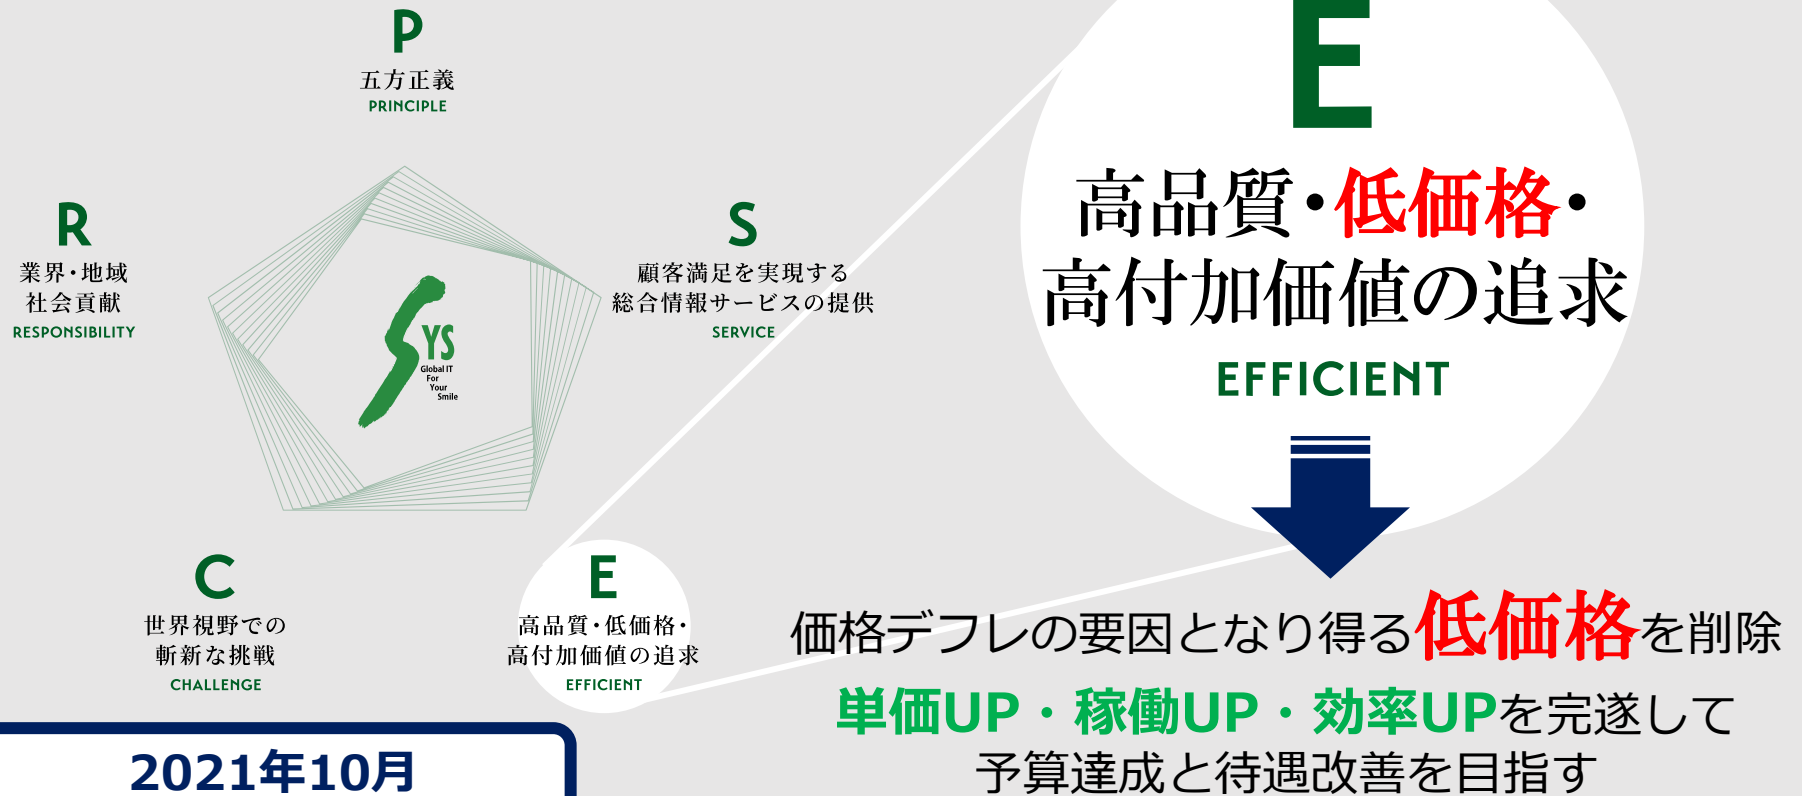 P
五方正義
PRINCIPLE
R
業界・地域
社会貢献
RESPONSIBILITY
S
顧客満足を実現する
総合情報サービスの提供
SERVICE
SYS
Global IT
For
Your
Smile
C
世界視野での
斬新な挑戦
CHALLENGE
E
高品質・低価格・
高付加価値の追求
EFFICIENT
E
高品質・低価格・
高付加価値の追求
EFFICIENT
価格デフレの要因となり得る低価格を削除
単価UP・稼働UP・効率UPを完遂して
予算達成と待遇改善を目指す
2021年10月